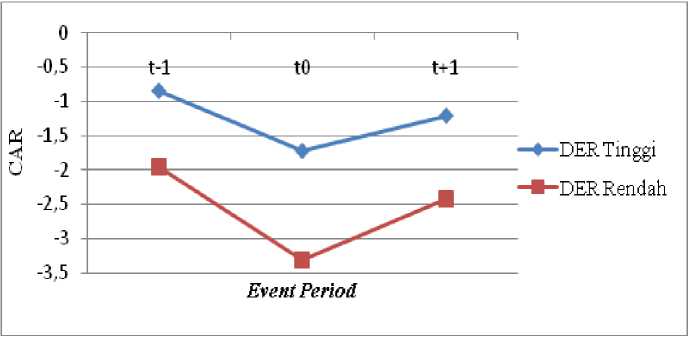 0
-0,5
-1
-1,5
-2
-2,5
-3
-3,5
CAR
t-1 t0 t+1
Event Period
DER Tinggi
DER Rendah